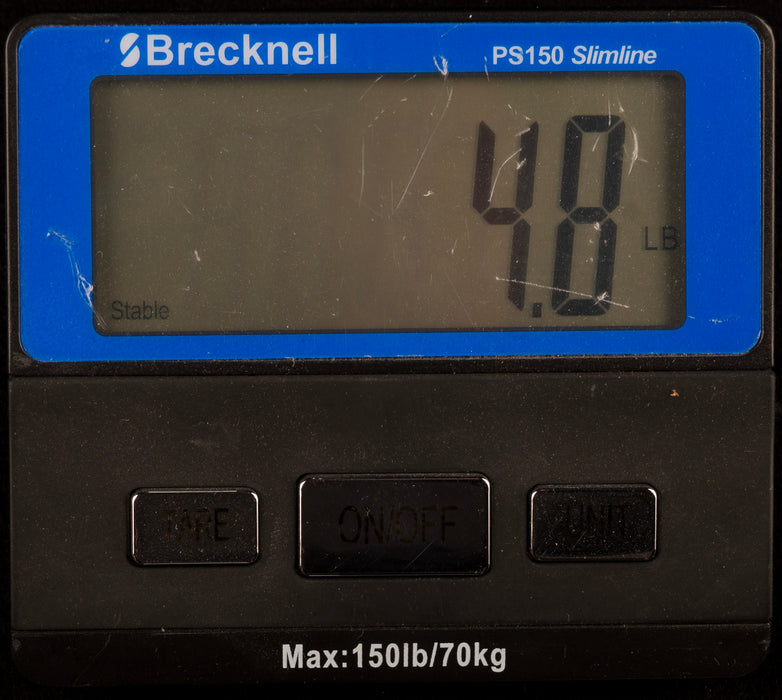 Brecknell PS150 Slimline
4.8 LB
Stable
TARE ON/OFF UNIT
Max:150lb/70kg